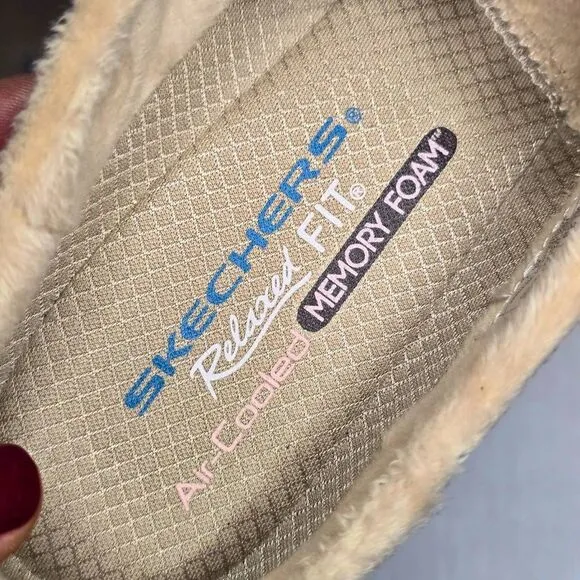 SKECHERS®
Relaxed FIT®
Air-Cooled MEMORY FOAM™